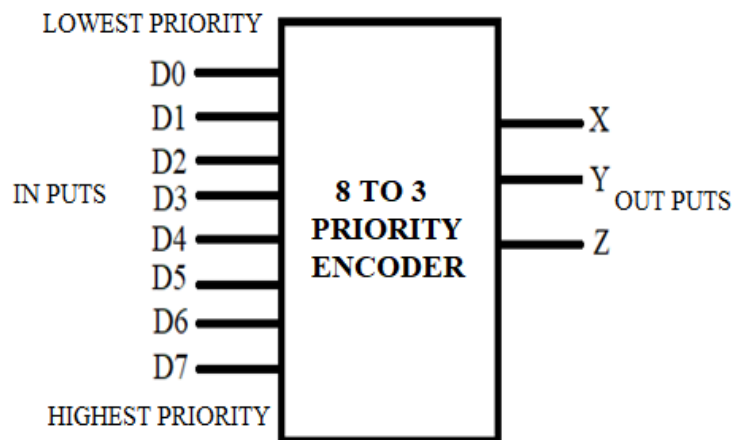 LOWEST PRIORITY
D0
D1
D2
D3
D4
D5
D6
D7
IN PUTS
HIGHEST PRIORITY
8 TO 3
PRIORITY
ENCODER
X
Y
Z
OUT PUTS